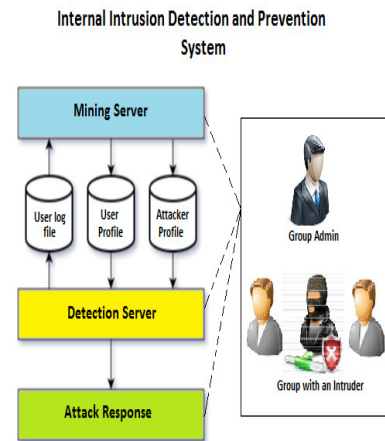 Internal Intrusion Detection and Prevention
System
Mining Server
User log
file
User
Profile
Attacker
Profile
Group Admin
Detection Server
Group with an Intruder
Attack Response